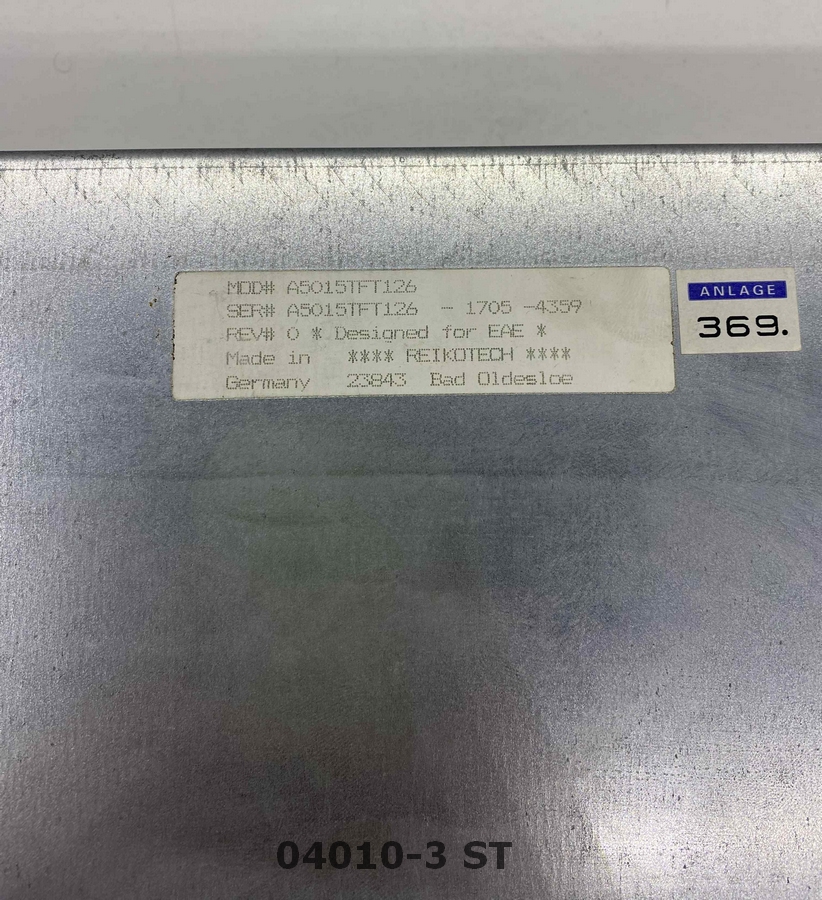 MOD# A5015TFT126
SER# A5015TFT126 - 1705 -4359
REV# 0 * Designed for EAE *
Made in **** REIKOTECH ****
Germany 23843 Bad Oldesloe
ANLAGE
369.
04010-3 ST